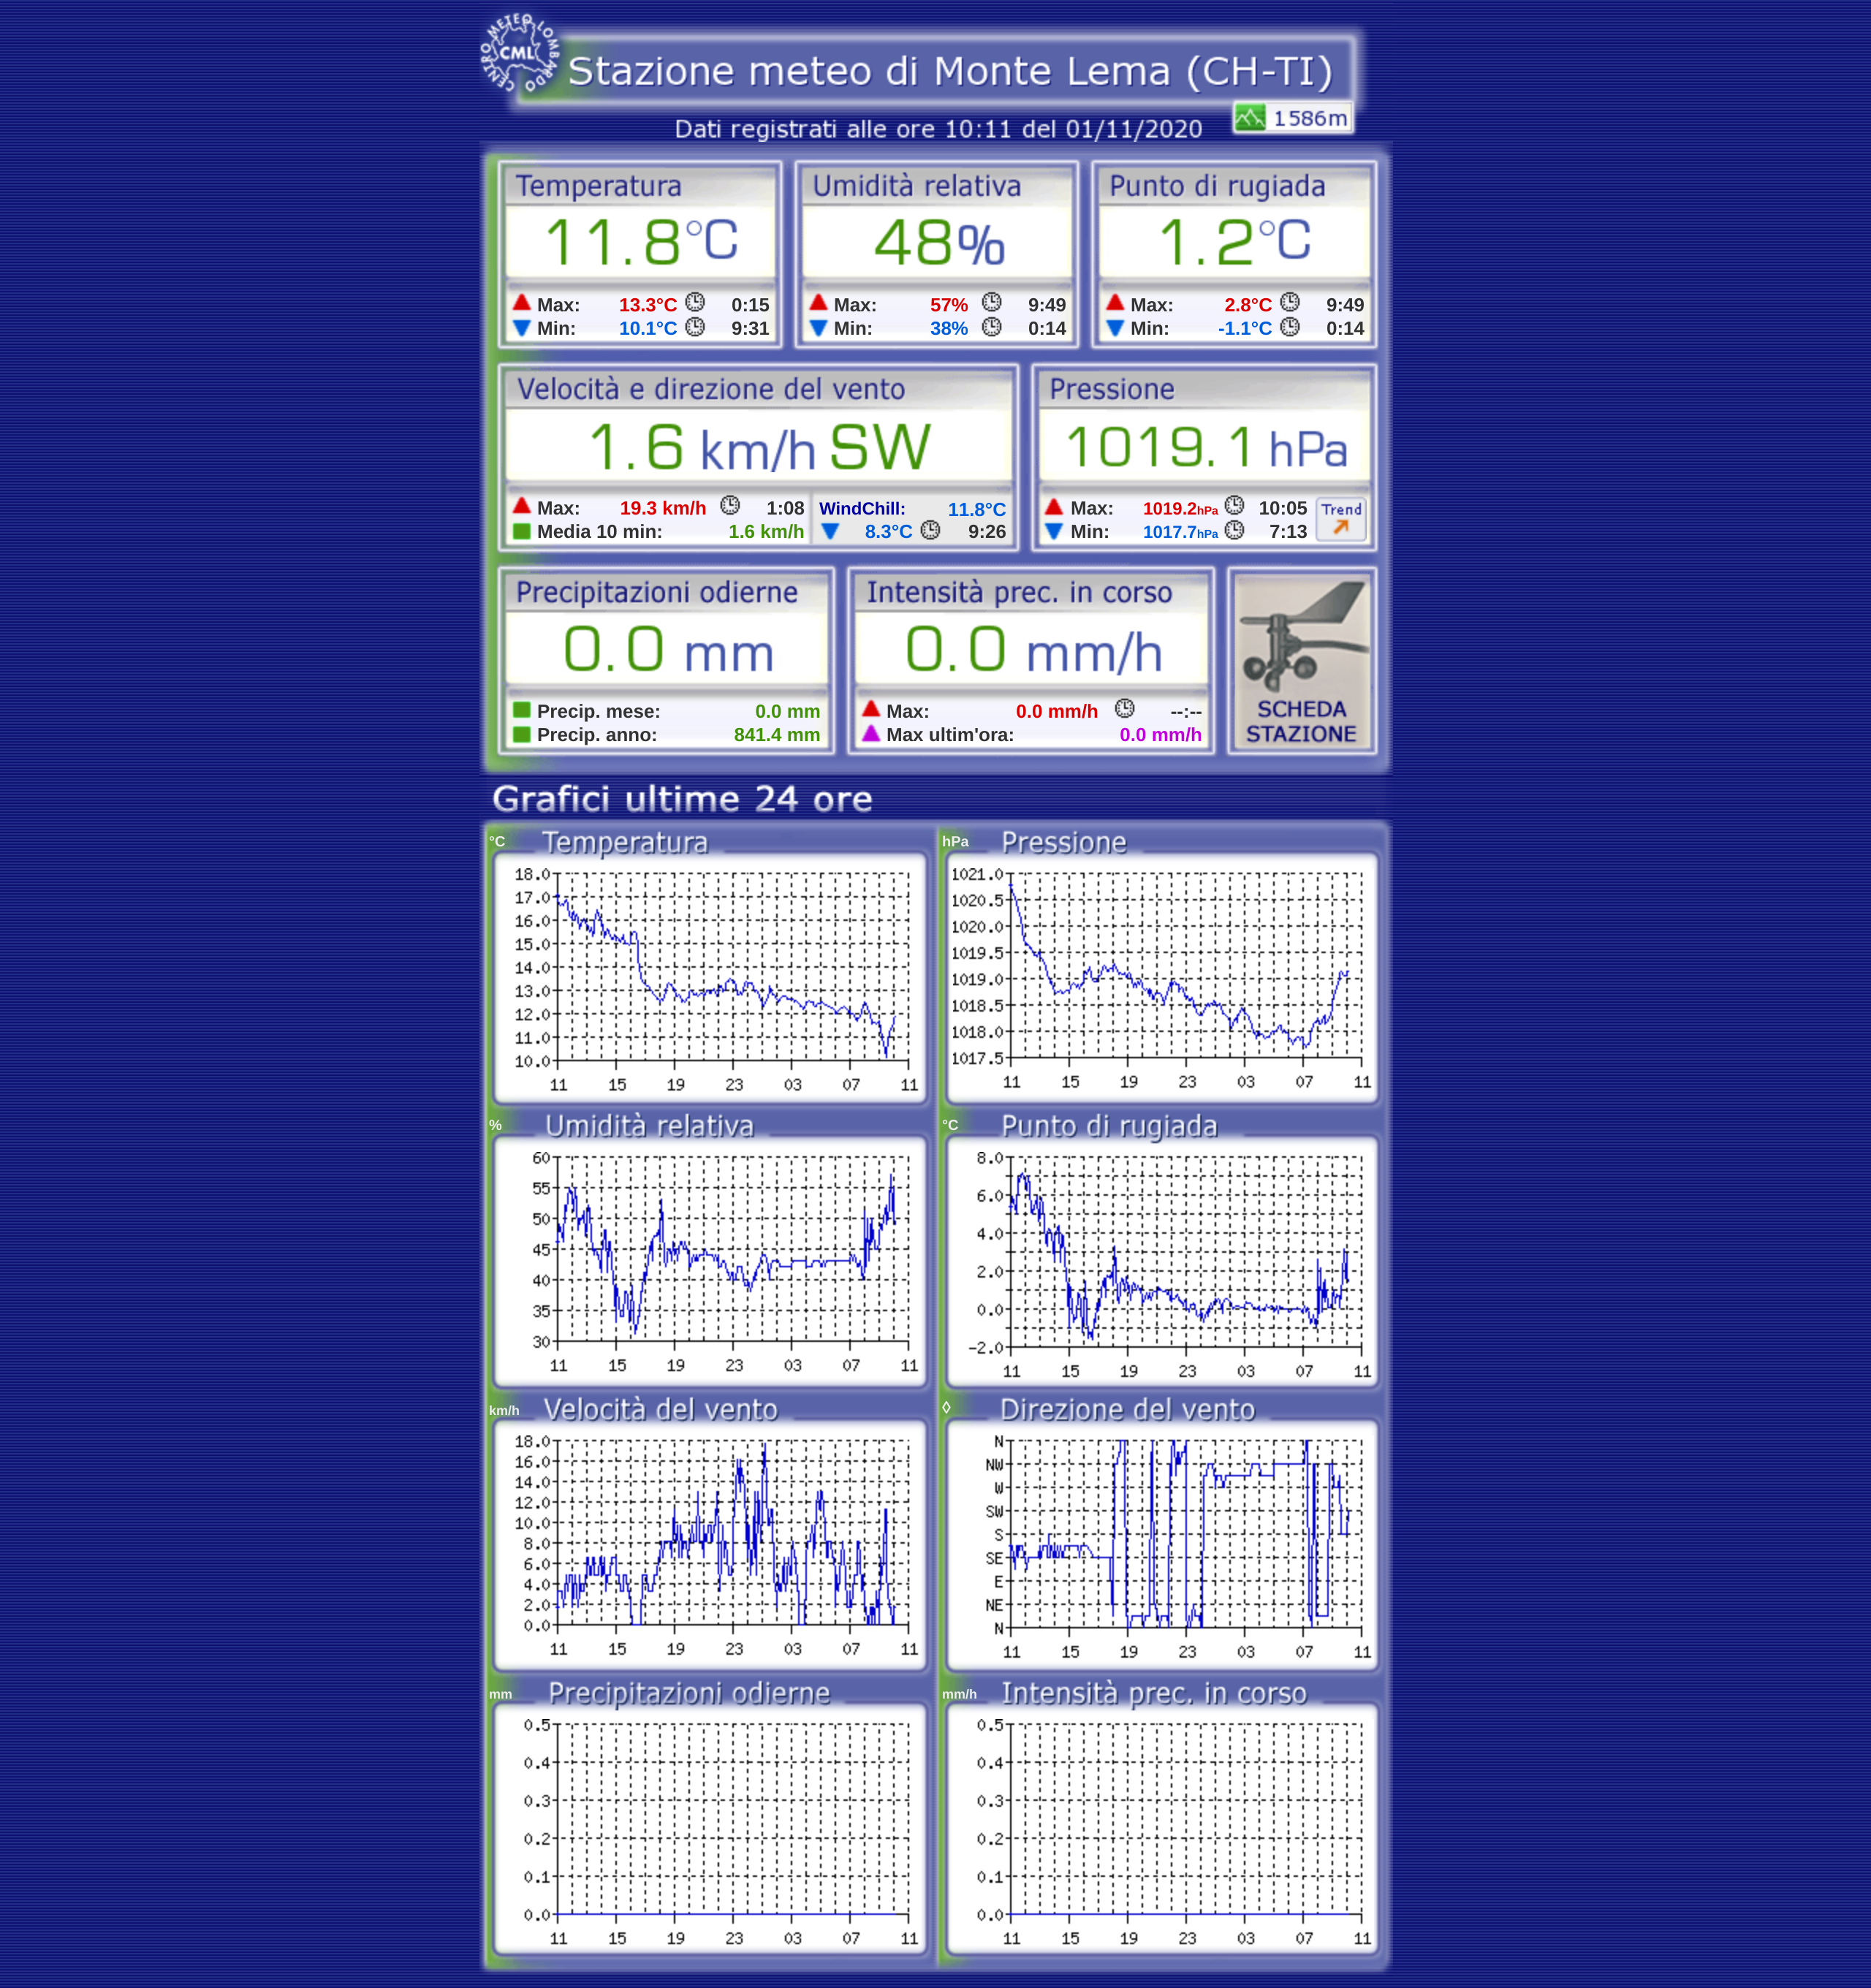 CENTRO METEO LOMBARDO
CML
Stazione meteo di Monte Lema (CH-TI)
1586m
Dati registrati alle ore 10:11 del 01/11/2020
Temperatura
11.8°C
Max: 13.3°C 0:15
Min: 10.1°C 9:31
Umidità relativa
48%
Max: 57% 9:49
Min: 38% 0:14
Punto di rugiada
1.2°C
Max: 2.8°C 9:49
Min: -1.1°C 0:14
Velocità e direzione del vento
1.6 km/h SW
Max: 19.3 km/h 1:08
Media 10 min: 1.6 km/h
WindChill: 11.8°C
8.3°C 9:26
Pressione
1019.1 hPa
Max: 1019.2hPa 10:05
Min: 1017.7hPa 7:13
Trend
Precipitazioni odierne
0.0 mm
Precip. mese: 0.0 mm
Precip. anno: 841.4 mm
Intensità prec. in corso
0.0 mm/h
Max: 0.0 mm/h --:--
Max ultim'ora: 0.0 mm/h
SCHEDA
STAZIONE
Grafici ultime 24 ore
°C Temperatura
18.0
17.0
16.0
15.0
14.0
13.0
12.0
11.0
10.0
11 15 19 23 03 07 11
hPa Pressione
1021.0
1020.5
1020.0
1019.5
1019.0
1018.5
1018.0
1017.5
11 15 19 23 03 07 11
% Umidità relativa
60
55
50
45
40
35
30
11 15 19 23 03 07 11
°C Punto di rugiada
8.0
6.0
4.0
2.0
0.0
-2.0
11 15 19 23 03 07 11
km/h Velocità del vento
18.0
16.0
14.0
12.0
10.0
8.0
6.0
4.0
2.0
0.0
11 15 19 23 03 07 11
◊ Direzione del vento
N
NW
W
SW
S
SE
E
NE
N
11 15 19 23 03 07 11
mm Precipitazioni odierne
0.5
0.4
0.3
0.2
0.1
0.0
11 15 19 23 03 07 11
mm/h Intensità prec. in corso
0.5
0.4
0.3
0.2
0.1
0.0
11 15 19 23 03 07 11